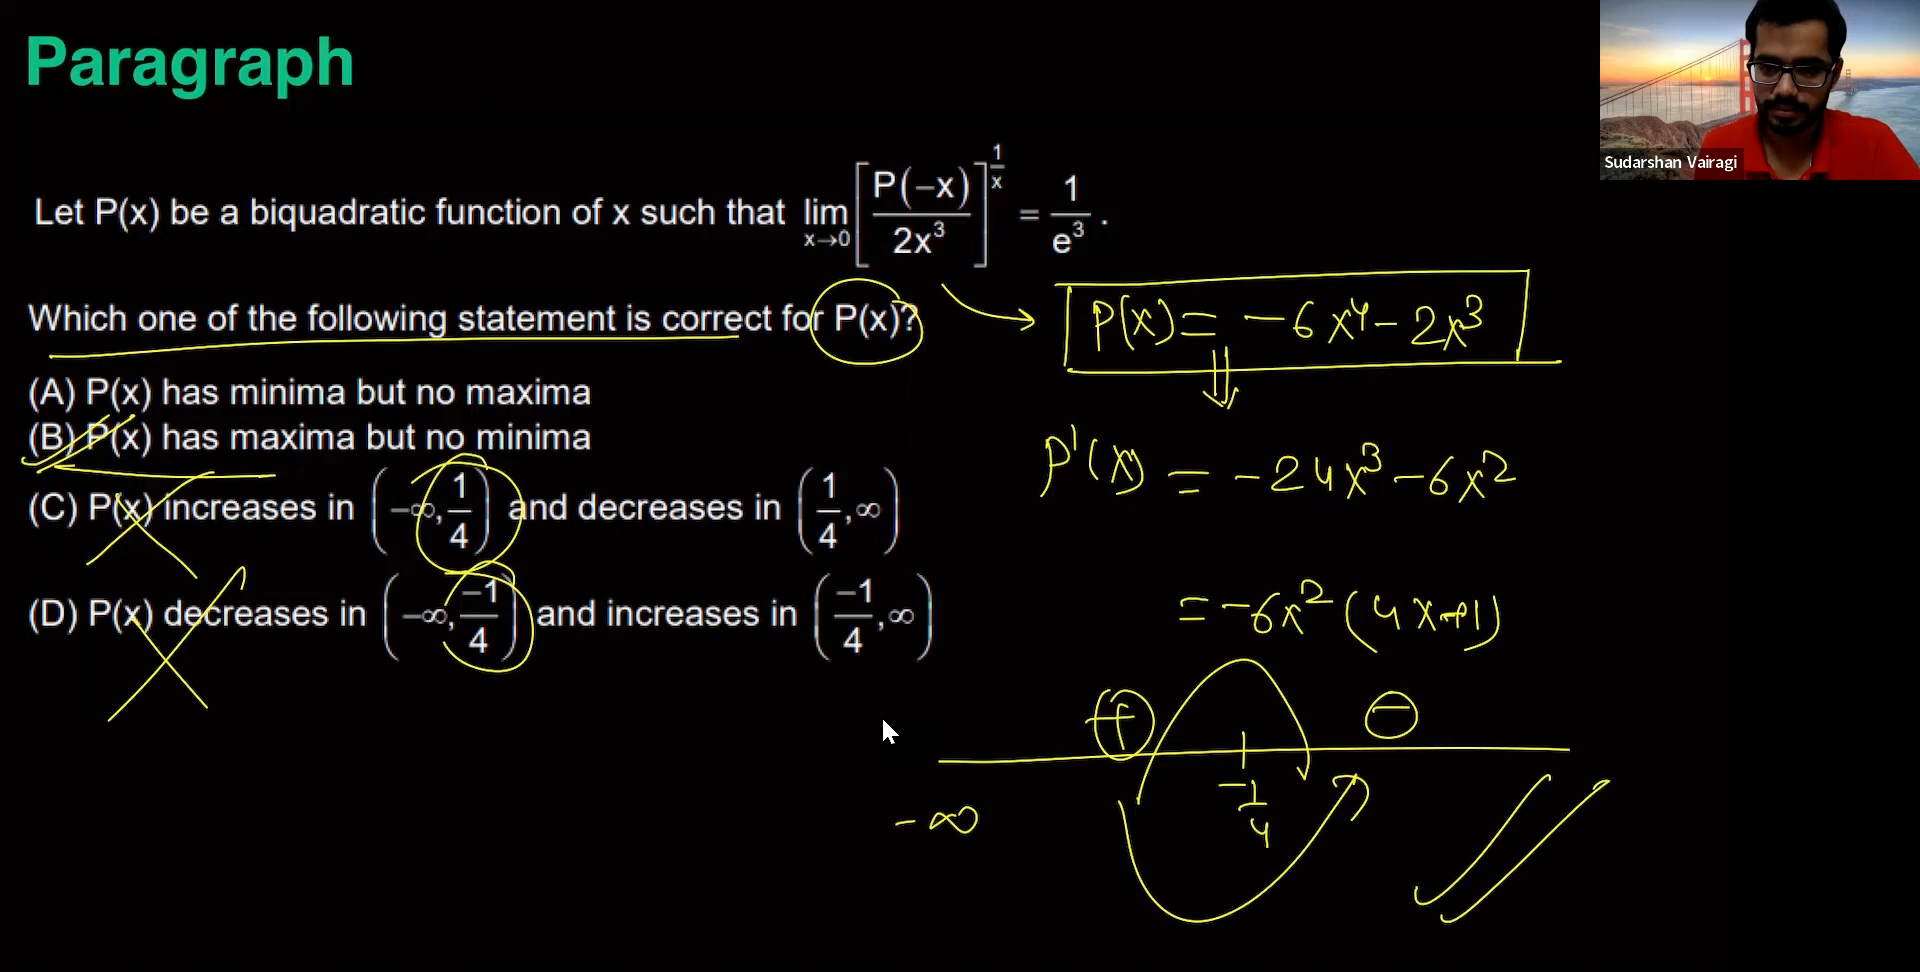 Paragraph
Sudarshan Vairagi
Let P(x) be a biquadratic function of x such that lim x→0 [P(−x) / 2x³]^(1/x) = 1/e³ .
Which one of the following statement is correct for P(x)?
P(x) = −6x⁴ − 2x³
(A) P(x) has minima but no maxima
(B) P(x) has maxima but no minima
P'(x) = −24x³ − 6x²
(C) P(x) increases in (−∞, 1/4) and decreases in (1/4, ∞)
(D) P(x) decreases in (−∞, −1/4) and increases in (−1/4, ∞)
= −6x² (4x+1)
+ −
−1/4
−∞